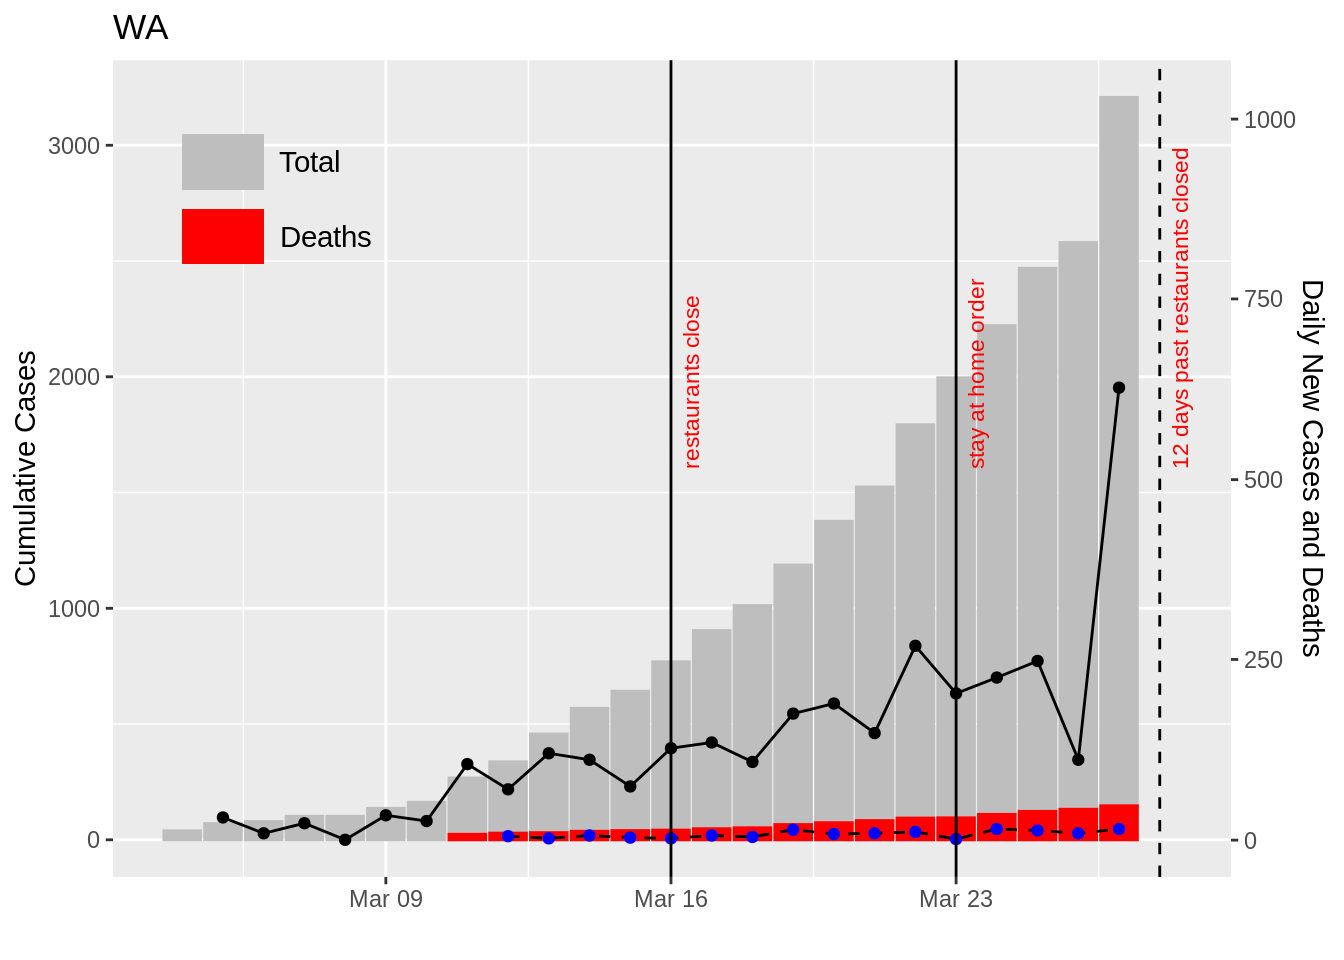 WA
Total
Deaths
3000
2000
1000
0
Cumulative Cases
restaurants close
stay at home order
12 days past restaurants closed
1000
750
500
250
0
Daily New Cases and Deaths
Mar 09
Mar 16
Mar 23